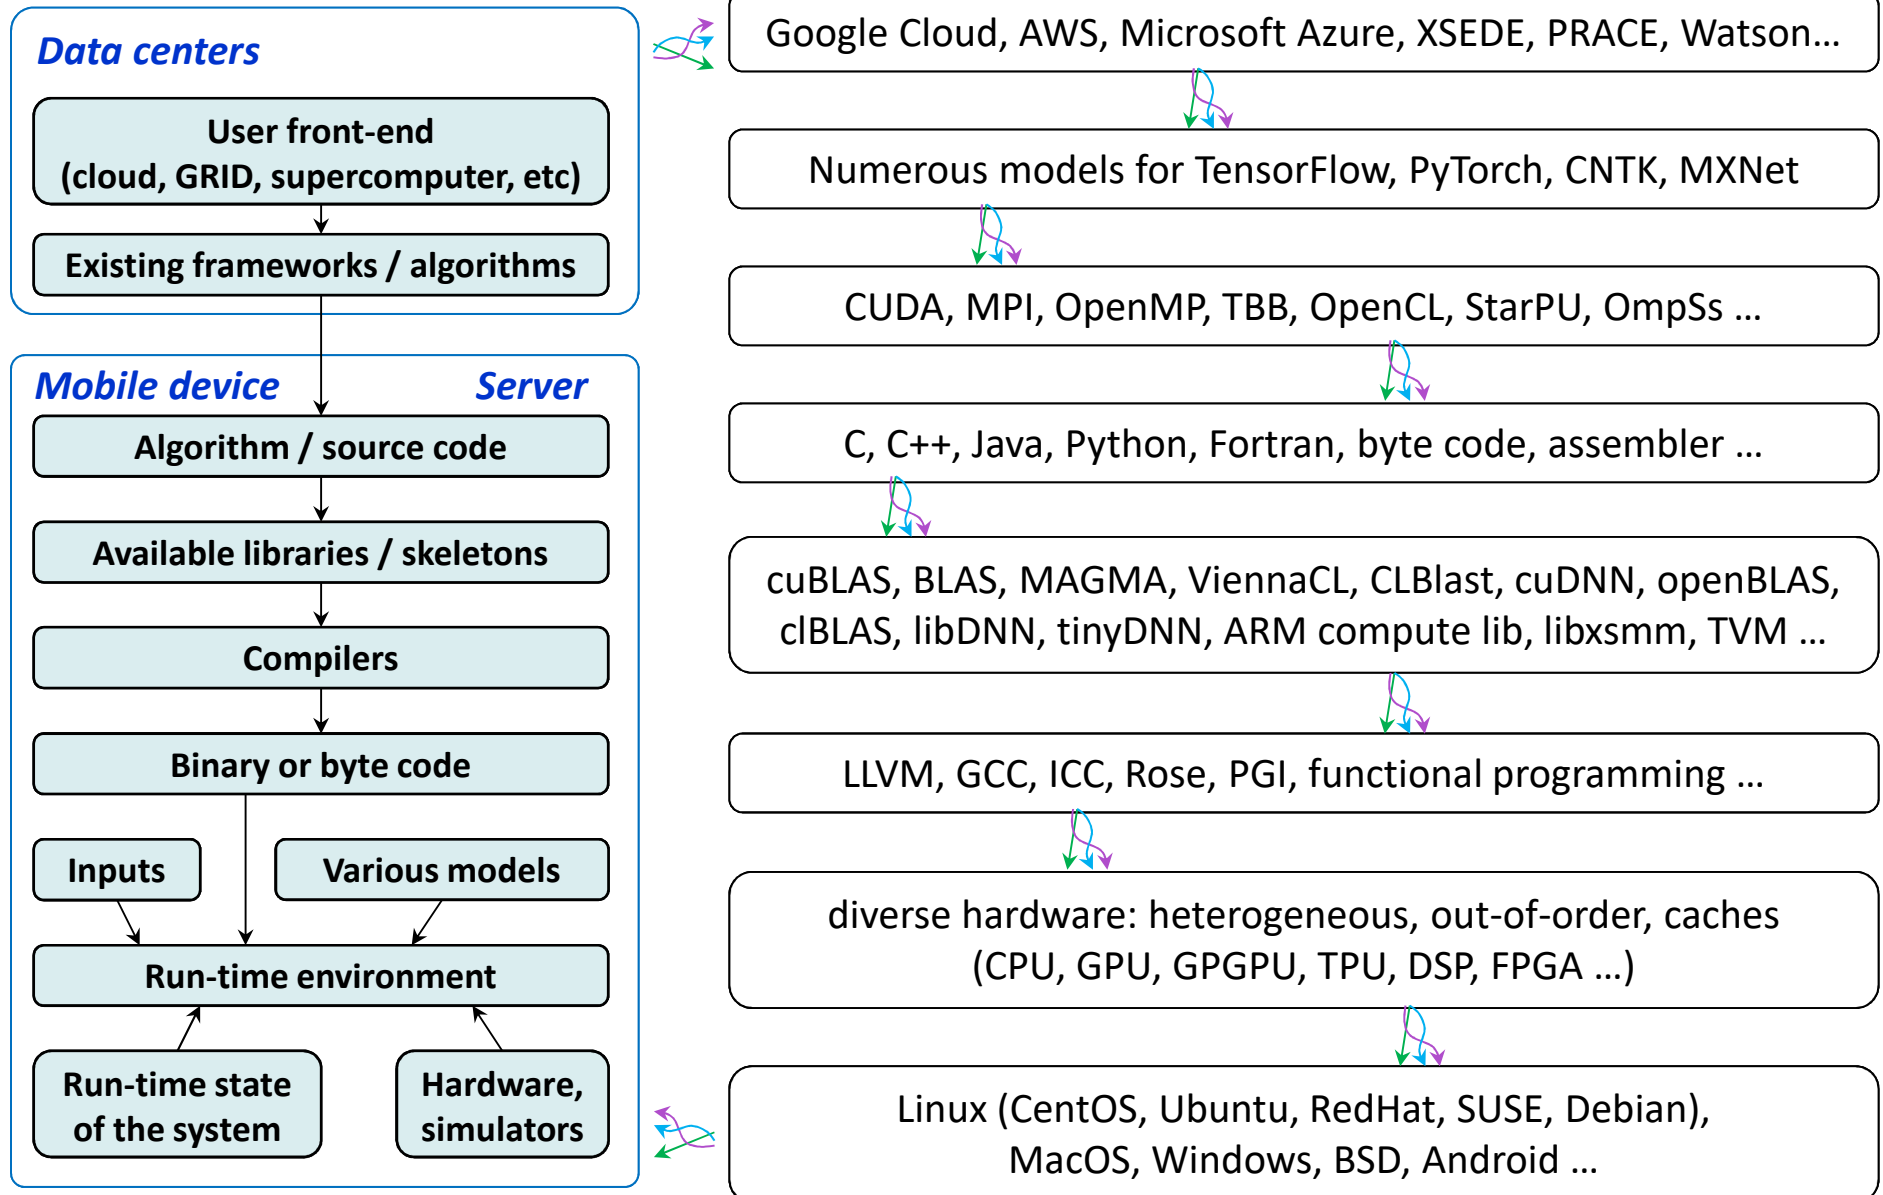 Data centers
User front-end
(cloud, GRID, supercomputer, etc)
Existing frameworks / algorithms
Mobile device
Server
Algorithm / source code
Available libraries / skeletons
Compilers
Binary or byte code
Inputs
Various models
Run-time environment
Run-time state
of the system
Hardware,
simulators
Google Cloud, AWS, Microsoft Azure, XSEDE, PRACE, Watson…
Numerous models for TensorFlow, PyTorch, CNTK, MXNet
CUDA, MPI, OpenMP, TBB, OpenCL, StarPU, OmpSs …
C, C++, Java, Python, Fortran, byte code, assembler …
cuBLAS, BLAS, MAGMA, ViennaCL, CLBlast, cuDNN, openBLAS,
clBLAS, libDNN, tinyDNN, ARM compute lib, libxsmm, TVM …
LLVM, GCC, ICC, Rose, PGI, functional programming …
diverse hardware: heterogeneous, out-of-order, caches
(CPU, GPU, GPGPU, TPU, DSP, FPGA …)
Linux (CentOS, Ubuntu, RedHat, SUSE, Debian),
MacOS, Windows, BSD, Android …